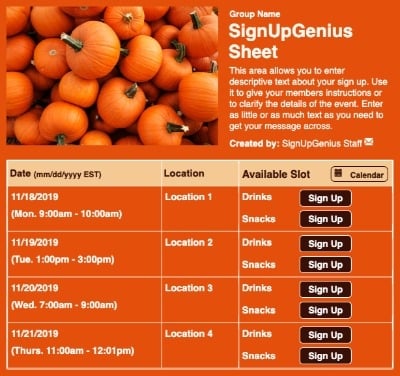 Group Name
SignUpGenius
Sheet
This area allows you to enter
descriptive text about your sign up. Use
it to give your members instructions or
to clarify the details of the event. Enter
as little or as much text as you need to
get your message across.
Created by: SignUpGenius Staff
Date (mm/dd/yyyy EST) Location Available Slot Calendar
11/18/2019 Location 1 Drinks Sign Up
(Mon. 9:00am - 10:00am)
Snacks Sign Up
11/19/2019 Location 2 Drinks Sign Up
(Tue. 1:00pm - 3:00pm)
Snacks Sign Up
11/20/2019 Location 3 Drinks Sign Up
(Wed. 7:00am - 9:00am)
Snacks Sign Up
11/21/2019 Location 4 Drinks Sign Up
(Thurs. 11:00am - 12:01pm)
Snacks Sign Up